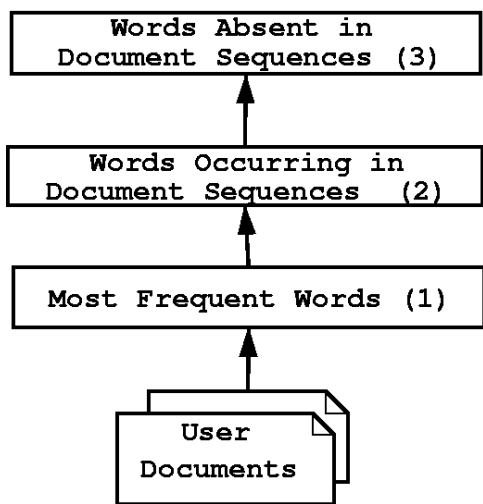 Words Absent in
Document Sequences (3)
Words Occurring in
Document Sequences (2)
Most Frequent Words (1)
User
Documents